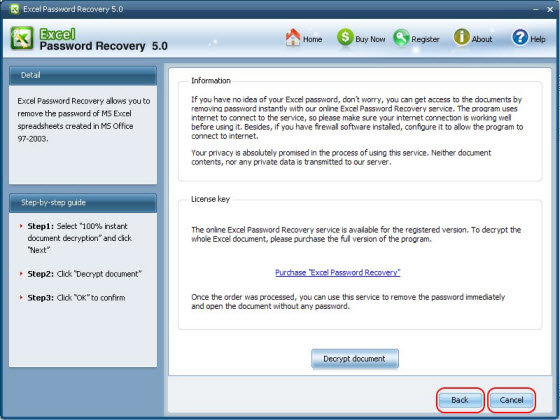 Excel Password Recovery 5.0
Excel
Password Recovery 5.0
Home
Buy Now
Register
About
Help
Detail
Excel Password Recovery allows you to
remove the password of MS Excel
spreadsheets created in MS Office
97-2003.
Step-by-step guide
Step1: Select "100% instant
document decryption" and click
"Next"
Step2: Click "Decrypt document"
Step3: Click "OK" to confirm
Information
If you have no idea of your Excel password, don't worry, you can get access to the documents by
removing password instantly with our online Excel Password Recovery service. The program uses
internet to connect to the service, so please make sure your internet connection is working well
before using it. Besides, if you have firewall software installed, configure it to allow the program to
connect to internet.
Your privacy is absolutely promised in the process of using this service. Neither document
contents, nor any private data is transmitted to our server.
License key
The online Excel Password Recovery service is available for the registered version. To decrypt the
whole Excel document, please purchase the full version of the program.
Purchase "Excel Password Recovery"
Once the order was processed, you can use this service to remove the password immediately
and open the document without any password.
Decrypt document
Back
Cancel